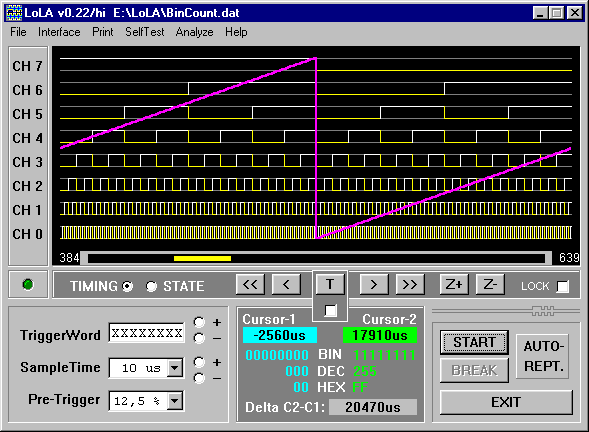 LoLA v0.22/hi E:\LoLA\BinCount.dat
File Interface Print SelfTest Analyze Help
CH 7
CH 6
CH 5
CH 4
CH 3
CH 2
CH 1
CH 0
384 639
TIMING STATE << < T > >> Z+ Z- LOCK
TriggerWord XXXXXXXX + −
SampleTime 10 us + −
Pre-Trigger 12,5 %
Cursor-1 Cursor-2
-2560us 17910us
00000000 BIN 11111111
000 DEC 255
00 HEX FF
Delta C2-C1: 20470us
START
BREAK
AUTO-
REPT.
EXIT